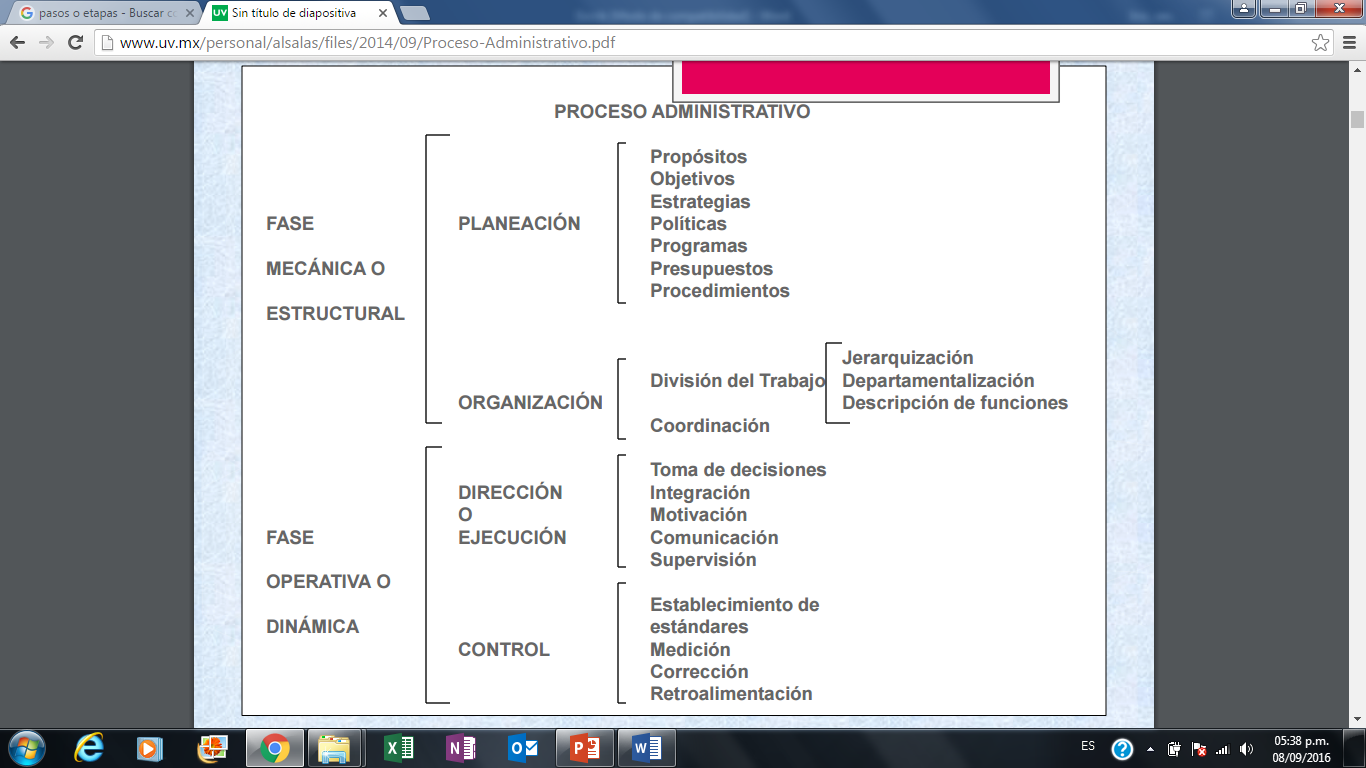 pasos o etapas - Buscar c
Sin título de diapositiva
www.uv.mx/personal/alsalas/files/2014/09/Proceso-Administrativo.pdf
PROCESO ADMINISTRATIVO
FASE
MECÁNICA O
ESTRUCTURAL
PLANEACIÓN
Propósitos
Objetivos
Estrategias
Políticas
Programas
Presupuestos
Procedimientos
ORGANIZACIÓN
División del Trabajo
Jerarquización
Departamentalización
Descripción de funciones
Coordinación
FASE
OPERATIVA O
DINÁMICA
DIRECCIÓN
O
EJECUCIÓN
Toma de decisiones
Integración
Motivación
Comunicación
Supervisión
CONTROL
Establecimiento de
estándares
Medición
Corrección
Retroalimentación
ES
05:38 p.m.
08/09/2016